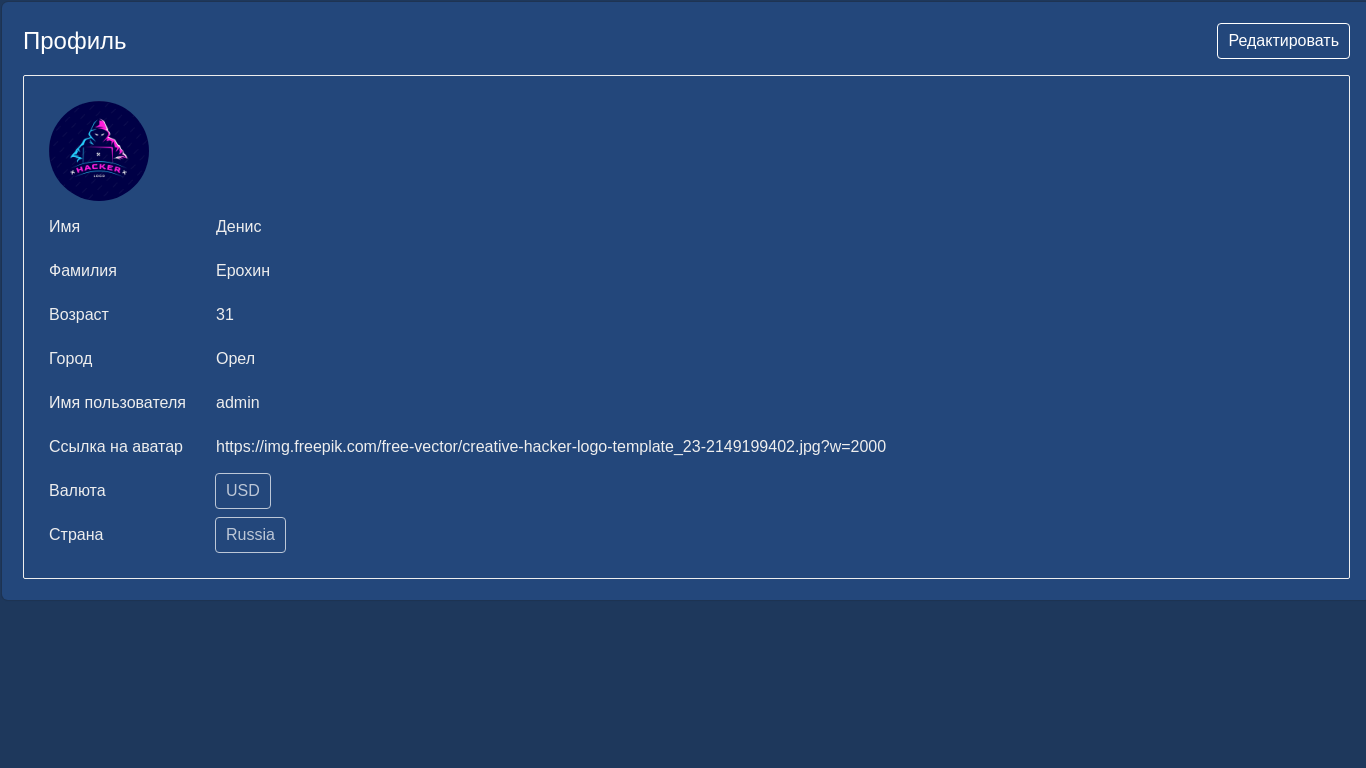 Профиль
Редактировать
HACKER
LOGO
Имя Денис
Фамилия Ерохин
Возраст 31
Город Орел
Имя пользователя admin
Ссылка на аватар https://img.freepik.com/free-vector/creative-hacker-logo-template_23-2149199402.jpg?w=2000
Валюта USD
Страна Russia